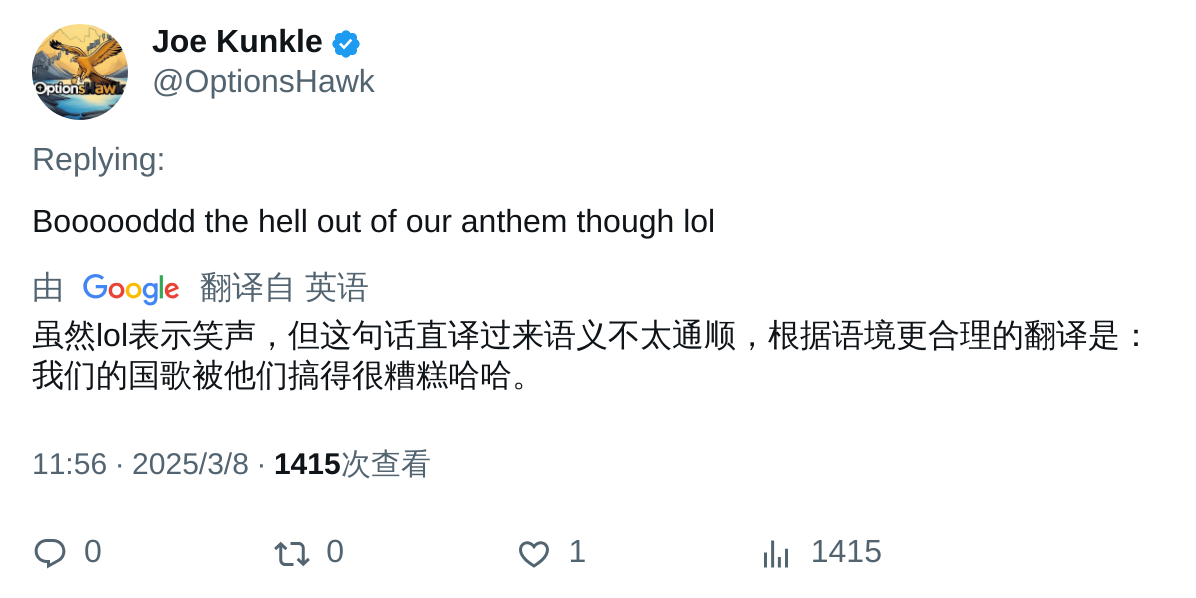 Joe Kunkle
@OptionsHawk
OptionsHawk
Replying:
Boooooddd the hell out of our anthem though lol
由 Google 翻译自 英语
虽然lol表示笑声，但这句话直译过来语义不太通顺，根据语境更合理的翻译是：
我们的国歌被他们搞得很糟糕哈哈。
11:56 · 2025/3/8 · 1415次查看
0 0 1 1415